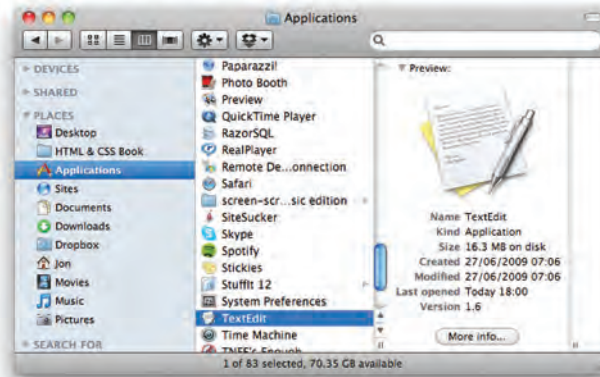 Applications
DEVICES
SHARED
PLACES
Desktop
HTML & CSS Book
Applications
Sites
Documents
Downloads
Dropbox
Jon
Movies
Music
Pictures
SEARCH FOR
Paparazzi!
Photo Booth
Preview
QuickTime Player
RazorSQL
RealPlayer
Remote De...onnection
Safari
screen-scr...sic edition
SiteSucker
Skype
Spotify
Stickies
StuffIt 12
System Preferences
TextEdit
Time Machine
TNEF's Enough
Preview:
Name TextEdit
Kind Application
Size 16.3 MB on disk
Created 27/06/2009 07:06
Modified 27/06/2009 07:06
Last opened Today 18:00
Version 1.6
More info...
1 of 83 selected, 70.35 GB available